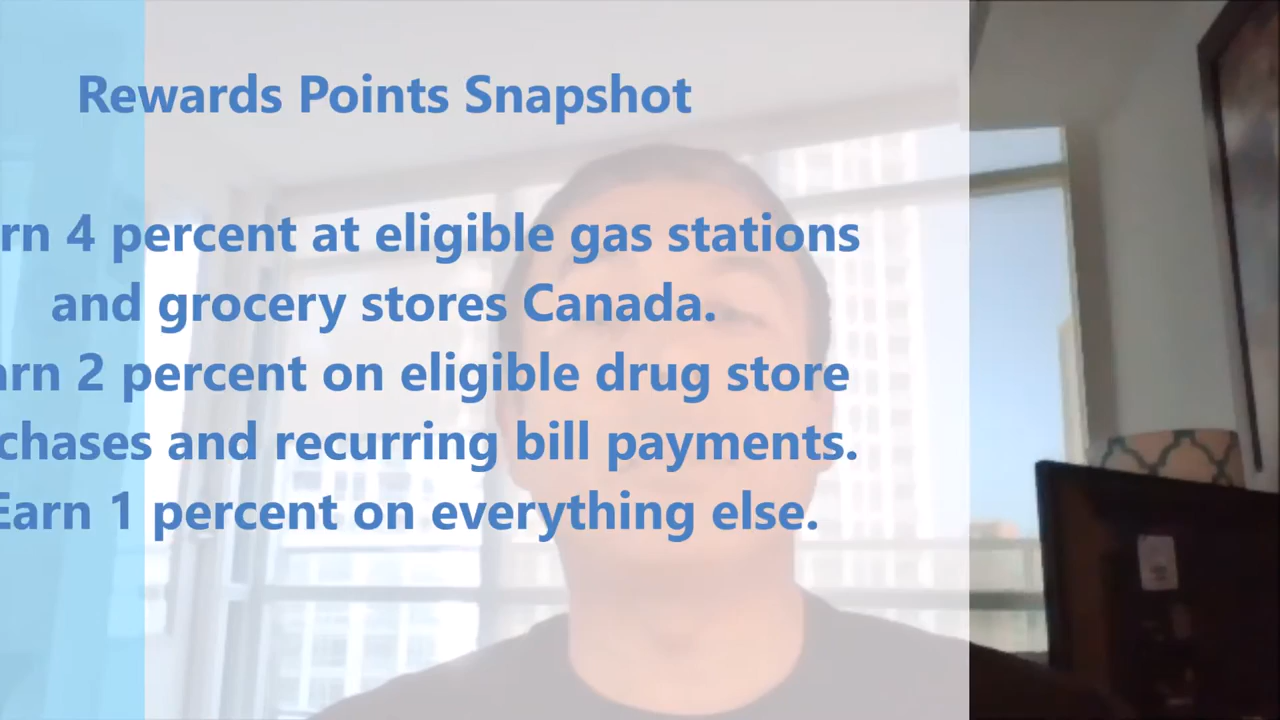 Rewards Points Snapshot
rn 4 percent at eligible gas stations
and grocery stores Canada.
arn 2 percent on eligible drug store
chases and recurring bill payments.
Earn 1 percent on everything else.